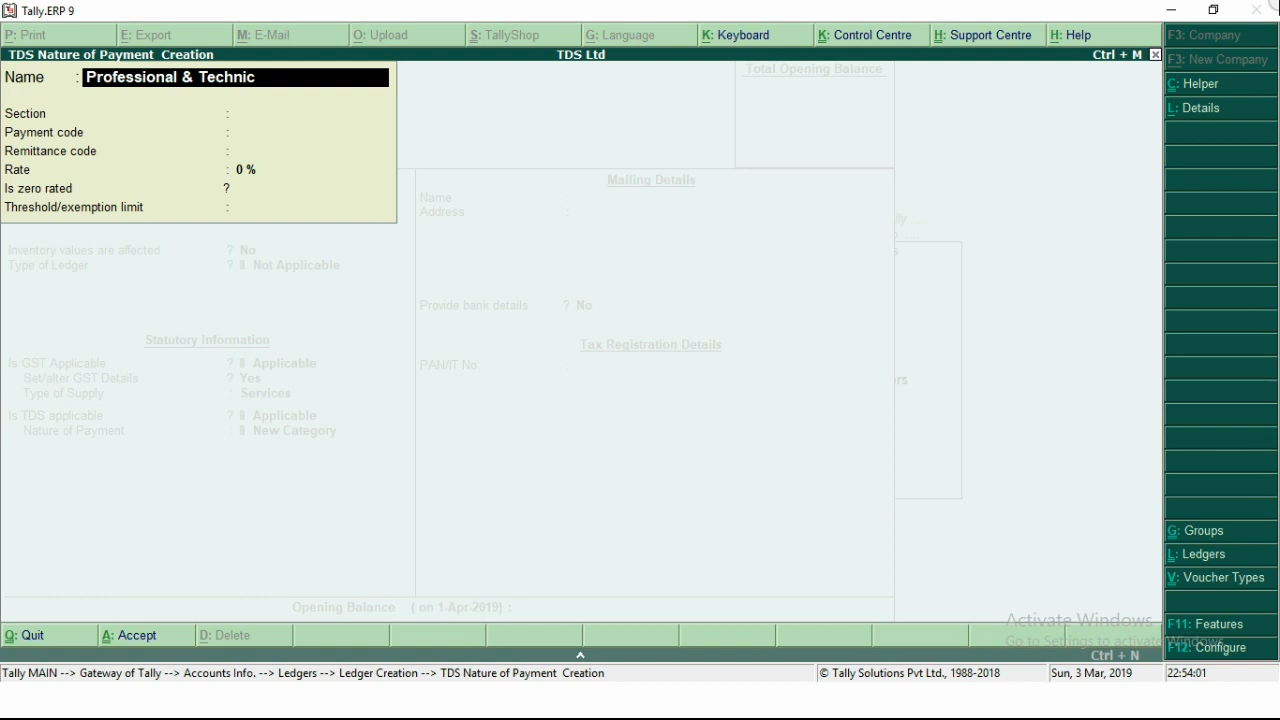 Tally.ERP 9
P: Print E: Export M: E-Mail O: Upload S: TallyShop G: Language K: Keyboard K: Control Centre H: Support Centre H: Help
F3: Company
TDS Nature of Payment Creation TDS Ltd Ctrl + M
F3: New Company
Name : Professional & Technic
Total Opening Balance
C: Helper
L: Details
Section :
Payment code :
Remittance code :
Rate : 0 %
Is zero rated ?
Threshold/exemption limit :
Mailing Details
Name
Address :
Inventory values are affected ? No
Type of Ledger ? Not Applicable
Provide bank details ? No
Statutory Information
Tax Registration Details
Is GST Applicable ? Applicable
PAN/IT No.
Set/alter GST Details ? Yes
Type of Supply : Services
Is TDS applicable ? Applicable
Nature of Payment : New Category
G: Groups
L: Ledgers
V: Voucher Types
Opening Balance ( on 1-Apr-2019) :
Activate Windows
Go to Settings to activate Windows.
F11: Features
Q: Quit A: Accept D: Delete
F12: Configure
Ctrl + N
Tally MAIN --> Gateway of Tally --> Accounts Info. --> Ledgers --> Ledger Creation --> TDS Nature of Payment Creation © Tally Solutions Pvt Ltd., 1988-2018 Sun, 3 Mar, 2019 22:54:01